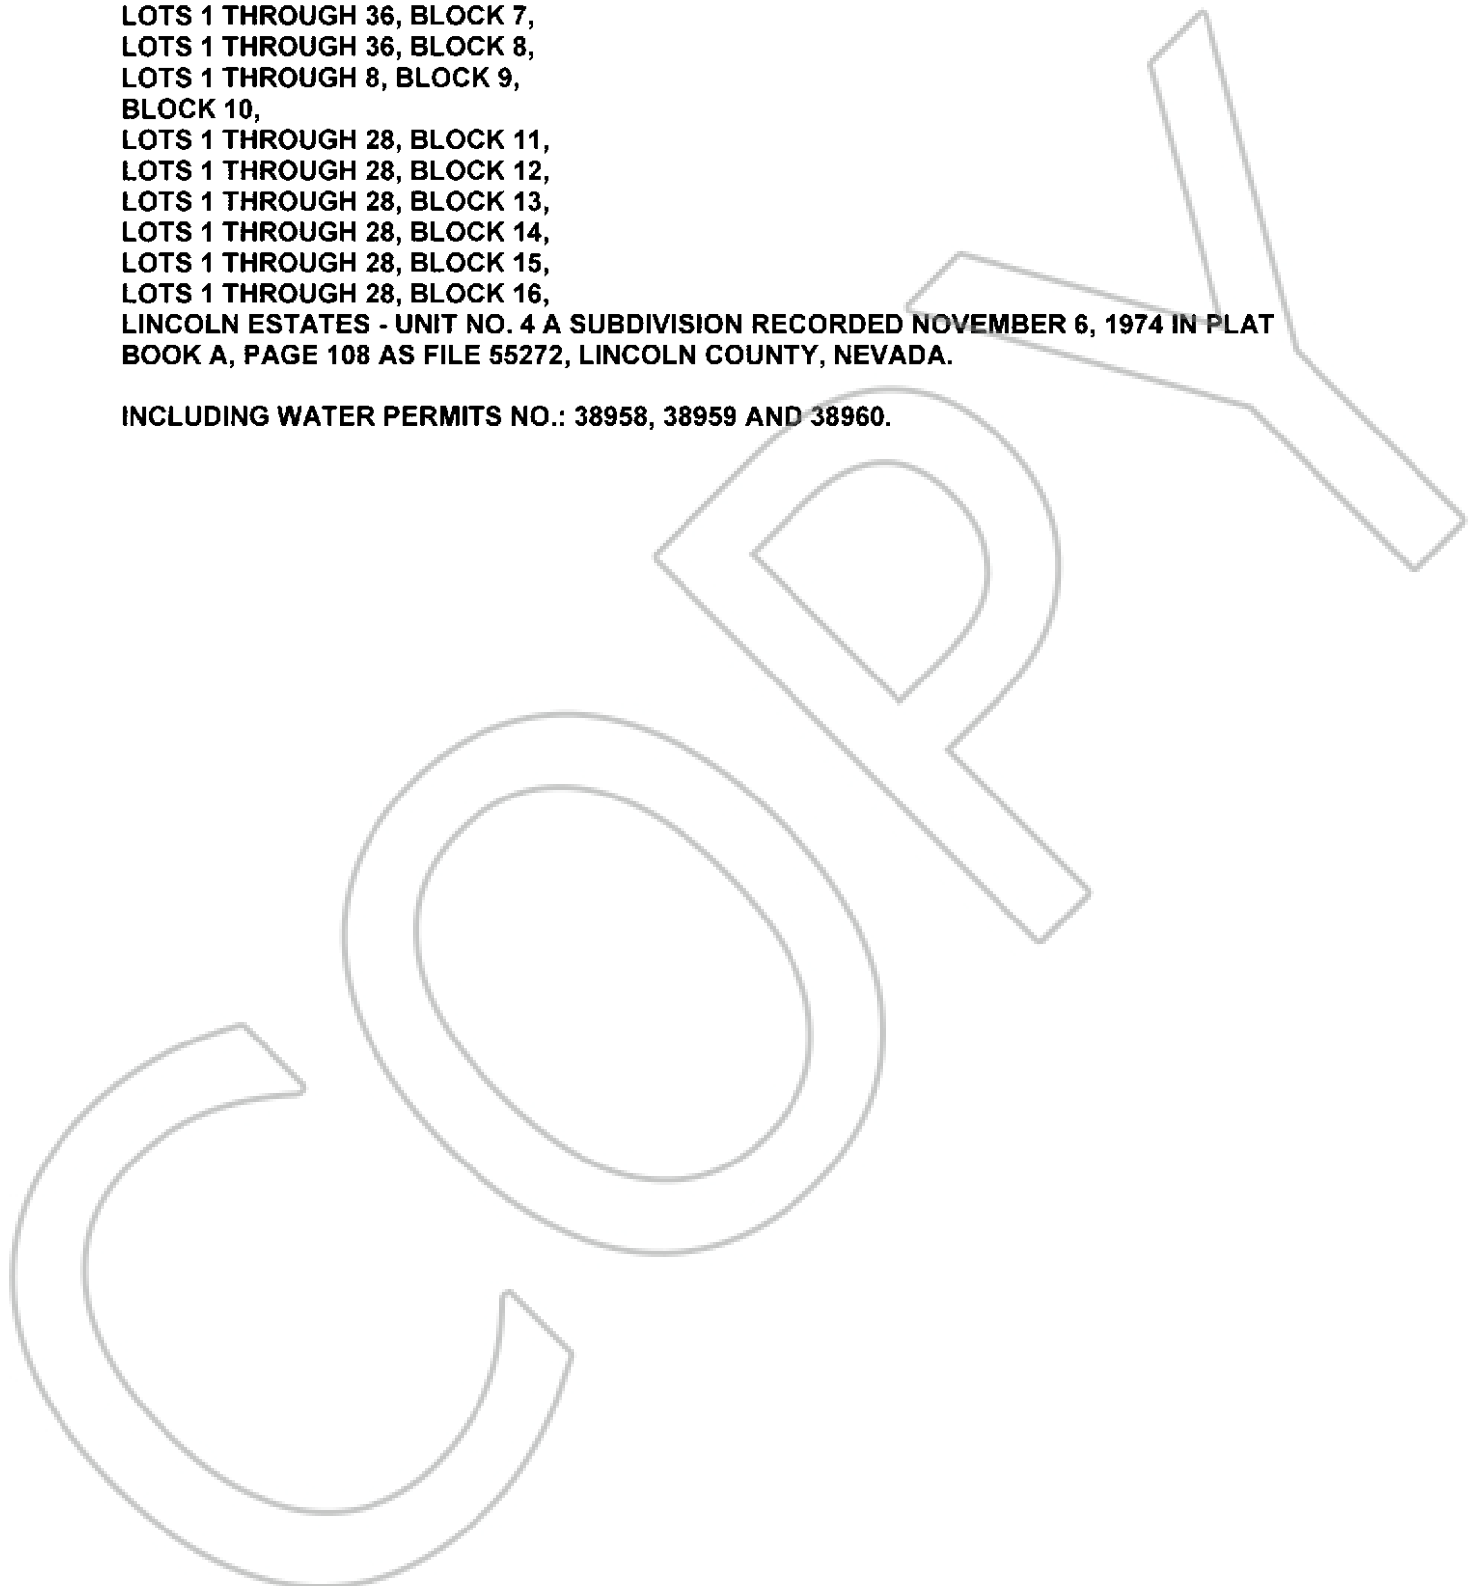 LOTS 1 THROUGH 36, BLOCK 7,
LOTS 1 THROUGH 36, BLOCK 8,
LOTS 1 THROUGH 8, BLOCK 9,
BLOCK 10,
LOTS 1 THROUGH 28, BLOCK 11,
LOTS 1 THROUGH 28, BLOCK 12,
LOTS 1 THROUGH 28, BLOCK 13,
LOTS 1 THROUGH 28, BLOCK 14,
LOTS 1 THROUGH 28, BLOCK 15,
LOTS 1 THROUGH 28, BLOCK 16,
LINCOLN ESTATES - UNIT NO. 4 A SUBDIVISION RECORDED NOVEMBER 6, 1974 IN PLAT
BOOK A, PAGE 108 AS FILE 55272, LINCOLN COUNTY, NEVADA.
INCLUDING WATER PERMITS NO.: 38958, 38959 AND 38960.
COPY